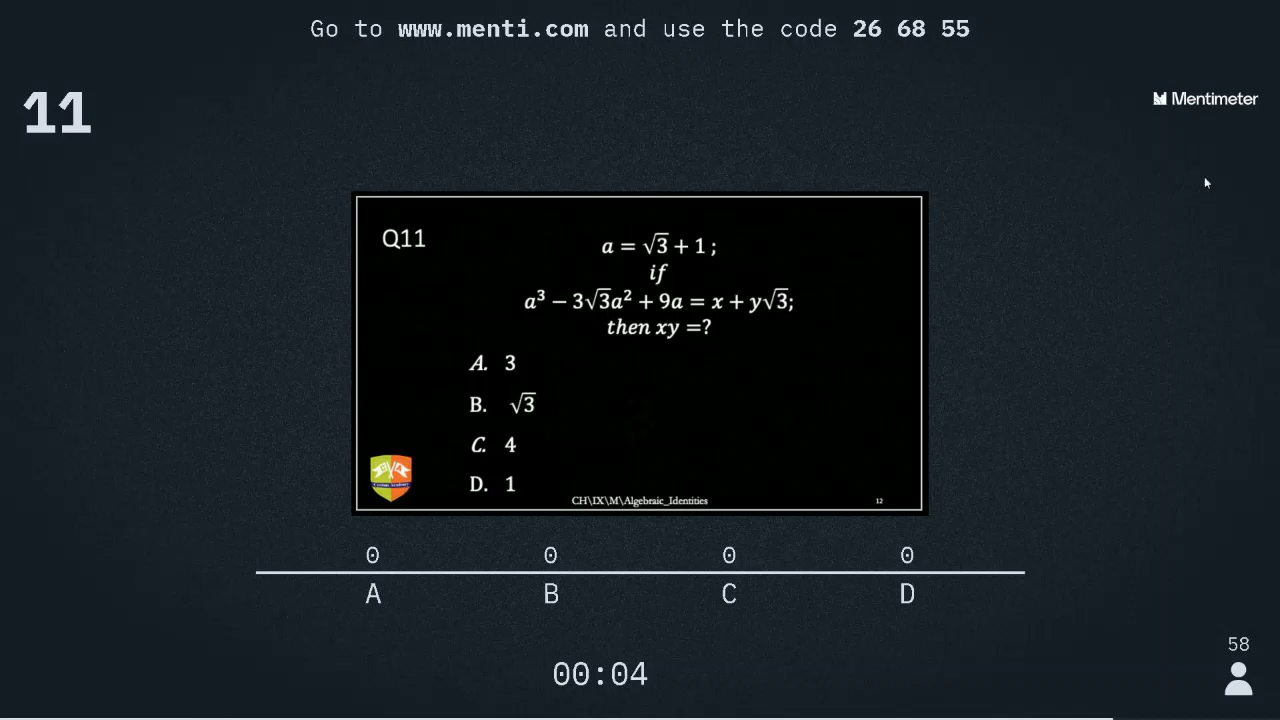 Go to www.menti.com and use the code 26 68 55
11
Mentimeter
Q11
a = √3 + 1 ;
if
a³ − 3√3a² + 9a = x + y√3;
then xy =?
A. 3
B. √3
C. 4
D. 1
CH\IX\M\Algebraic_Identities
12
0 0 0 0
A B C D
00:04
58